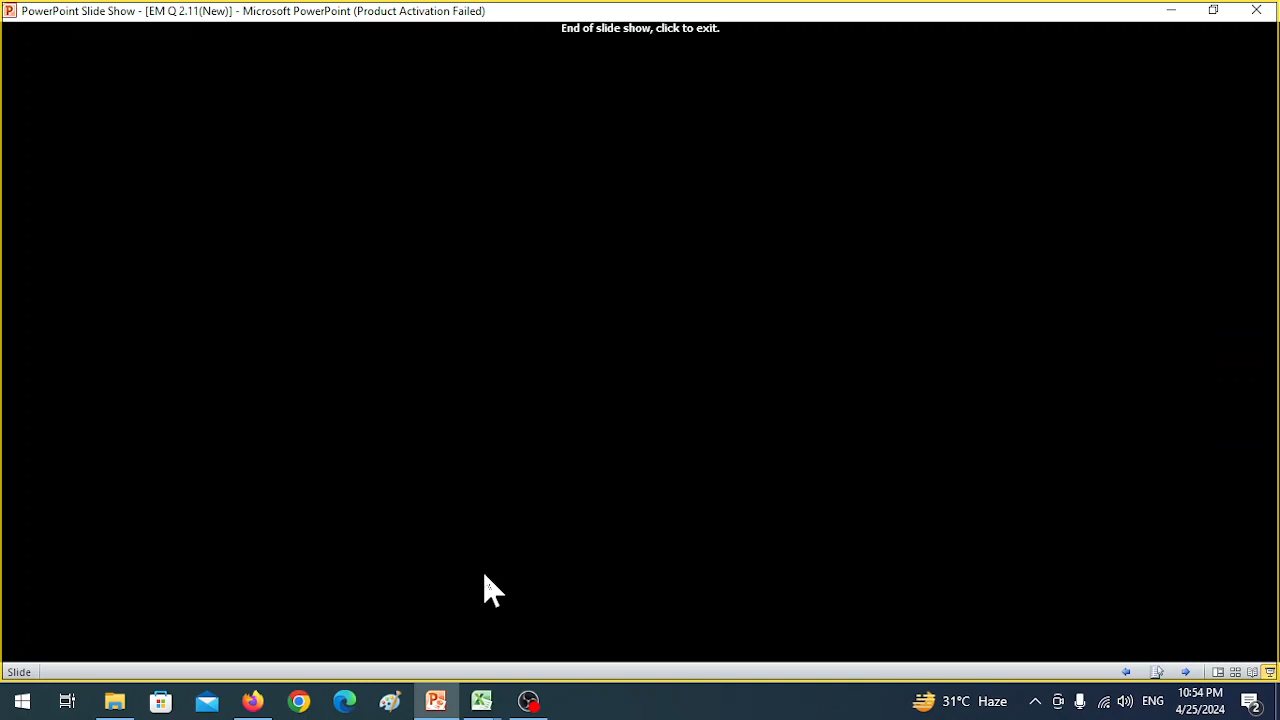 PowerPoint Slide Show - [EM Q 2.11(New)] - Microsoft PowerPoint (Product Activation Failed)
End of slide show, click to exit.
Slide
31°C Haze
ENG
10:54 PM
4/25/2024
2